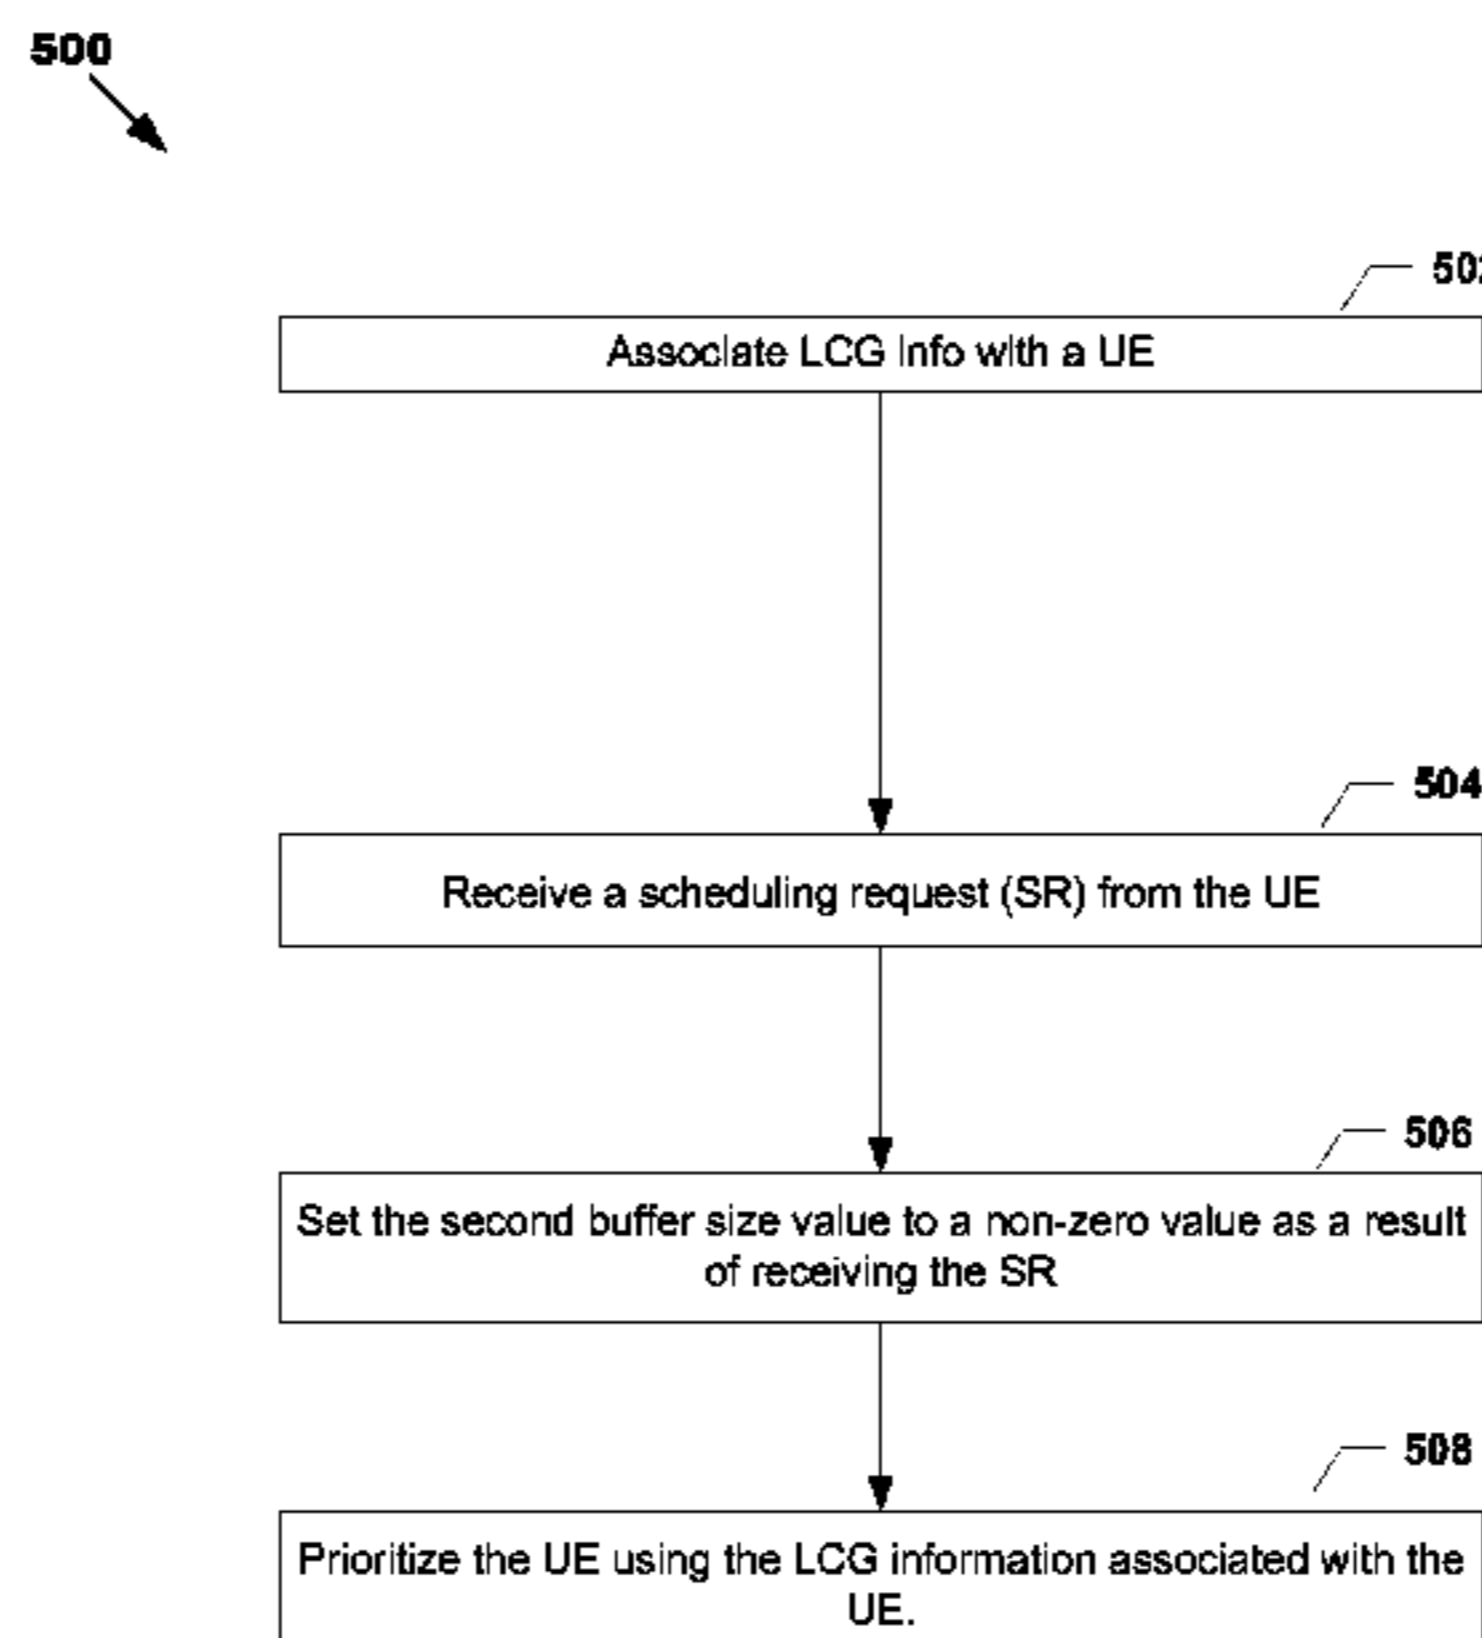 500
Associate LCG info with a UE
504
Receive a scheduling request (SR) from the UE
506
Set the second buffer size value to a non-zero value as a result
of receiving the SR
508
Prioritize the UE using the LCG information associated with the
UE.